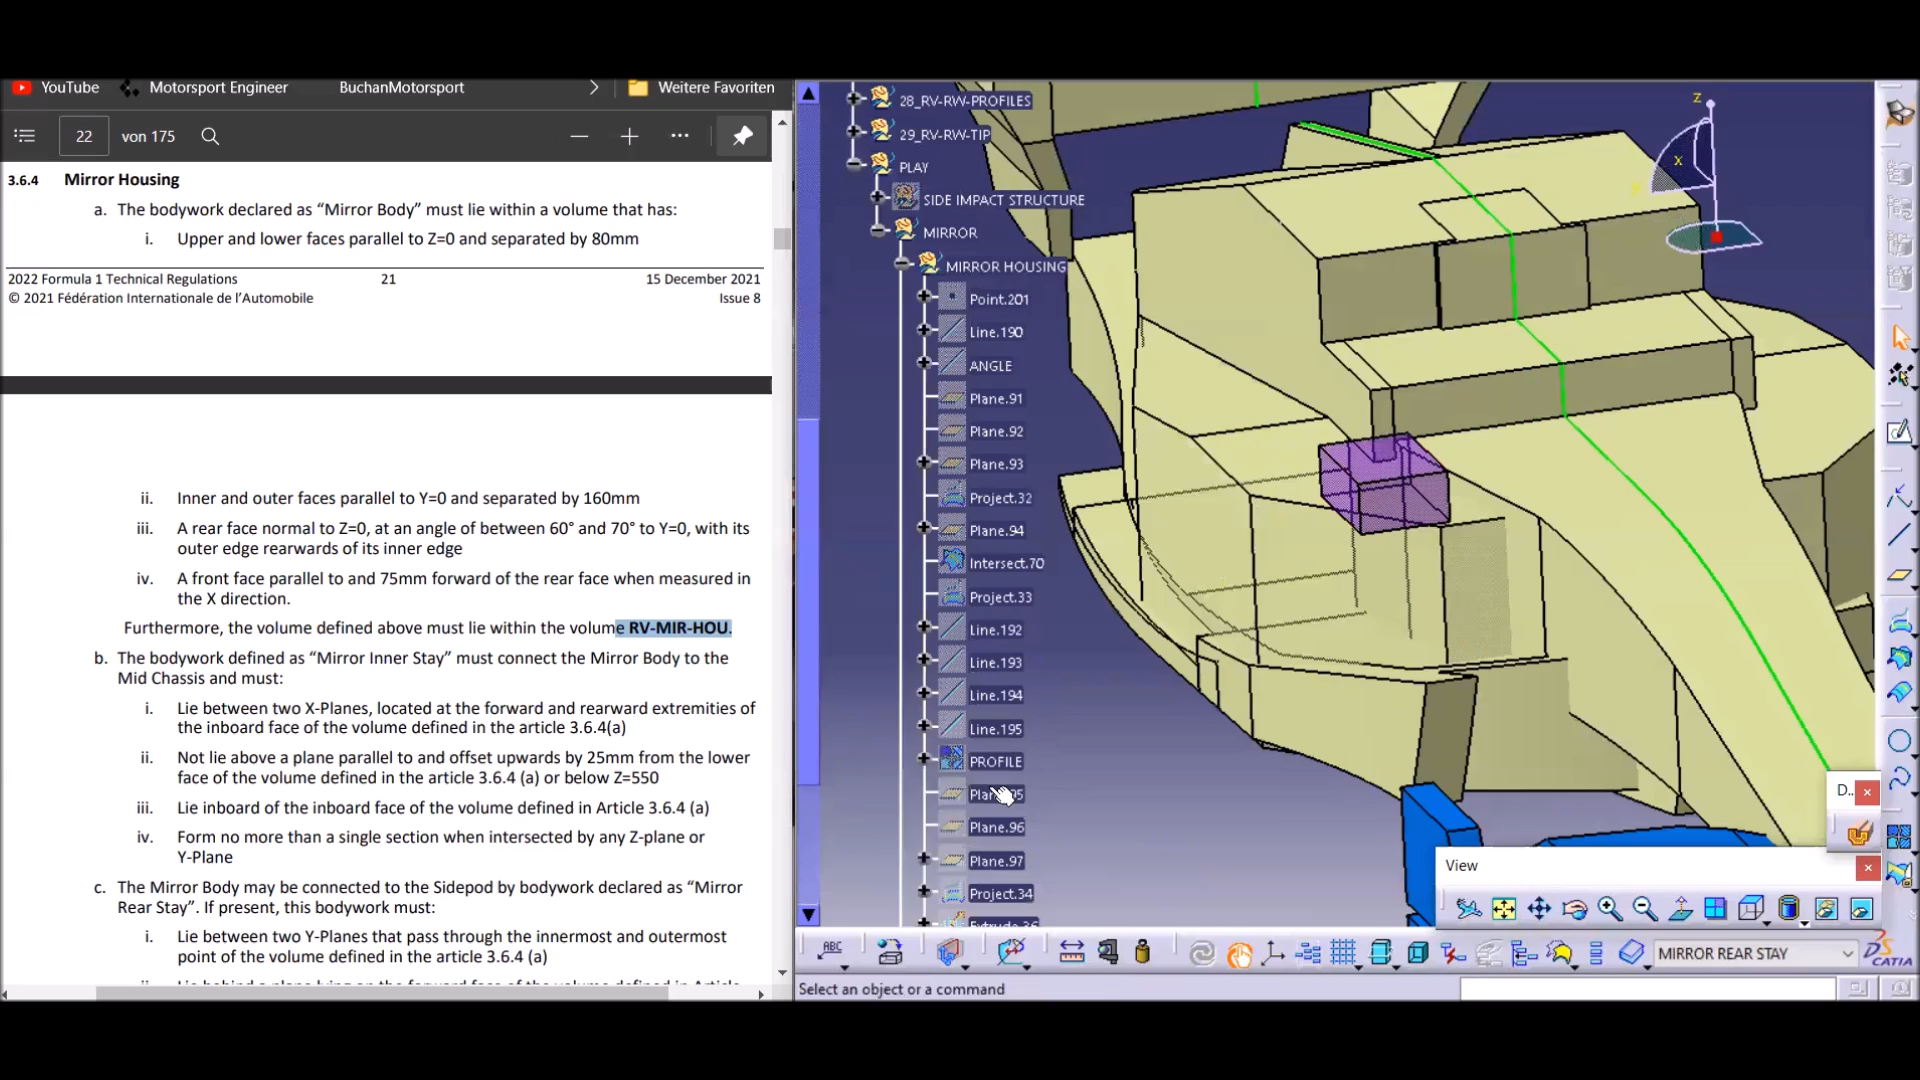 YouTube Motorsport Engineer BuchanMotorsport Weitere Favoriten
22 von 175
3.6.4 Mirror Housing
a. The bodywork declared as “Mirror Body” must lie within a volume that has:
i. Upper and lower faces parallel to Z=0 and separated by 80mm
2022 Formula 1 Technical Regulations 21 15 December 2021
© 2021 Fédération Internationale de l’Automobile Issue 8
ii. Inner and outer faces parallel to Y=0 and separated by 160mm
iii. A rear face normal to Z=0, at an angle of between 60° and 70° to Y=0, with its
outer edge rearwards of its inner edge
iv. A front face parallel to and 75mm forward of the rear face when measured in
the X direction.
Furthermore, the volume defined above must lie within the volume RV-MIR-HOU.
b. The bodywork defined as “Mirror Inner Stay” must connect the Mirror Body to the
Mid Chassis and must:
i. Lie between two X-Planes, located at the forward and rearward extremities of
the inboard face of the volume defined in the article 3.6.4(a)
ii. Not lie above a plane parallel to and offset upwards by 25mm from the lower
face of the volume defined in the article 3.6.4 (a) or below Z=550
iii. Lie inboard of the inboard face of the volume defined in Article 3.6.4 (a)
iv. Form no more than a single section when intersected by any Z-plane or
Y-Plane
c. The Mirror Body may be connected to the Sidepod by bodywork declared as “Mirror
Rear Stay”. If present, this bodywork must:
i. Lie between two Y-Planes that pass through the innermost and outermost
point of the volume defined in the article 3.6.4 (a)
28_RV-RW-PROFILES
29_RV-RW-TIP
PLAY
SIDE IMPACT STRUCTURE
MIRROR
MIRROR HOUSING
Point.201
Line.190
ANGLE
Plane.91
Plane.92
Plane.93
Project.32
Plane.94
Intersect.70
Project.33
Line.192
Line.193
Line.194
Line.195
PROFILE
Plane.96
Plane.97
Project.34
Extrude.36
Z
X
D..
View
ABC
MIRROR REAR STAY
CATIA
Select an object or a command